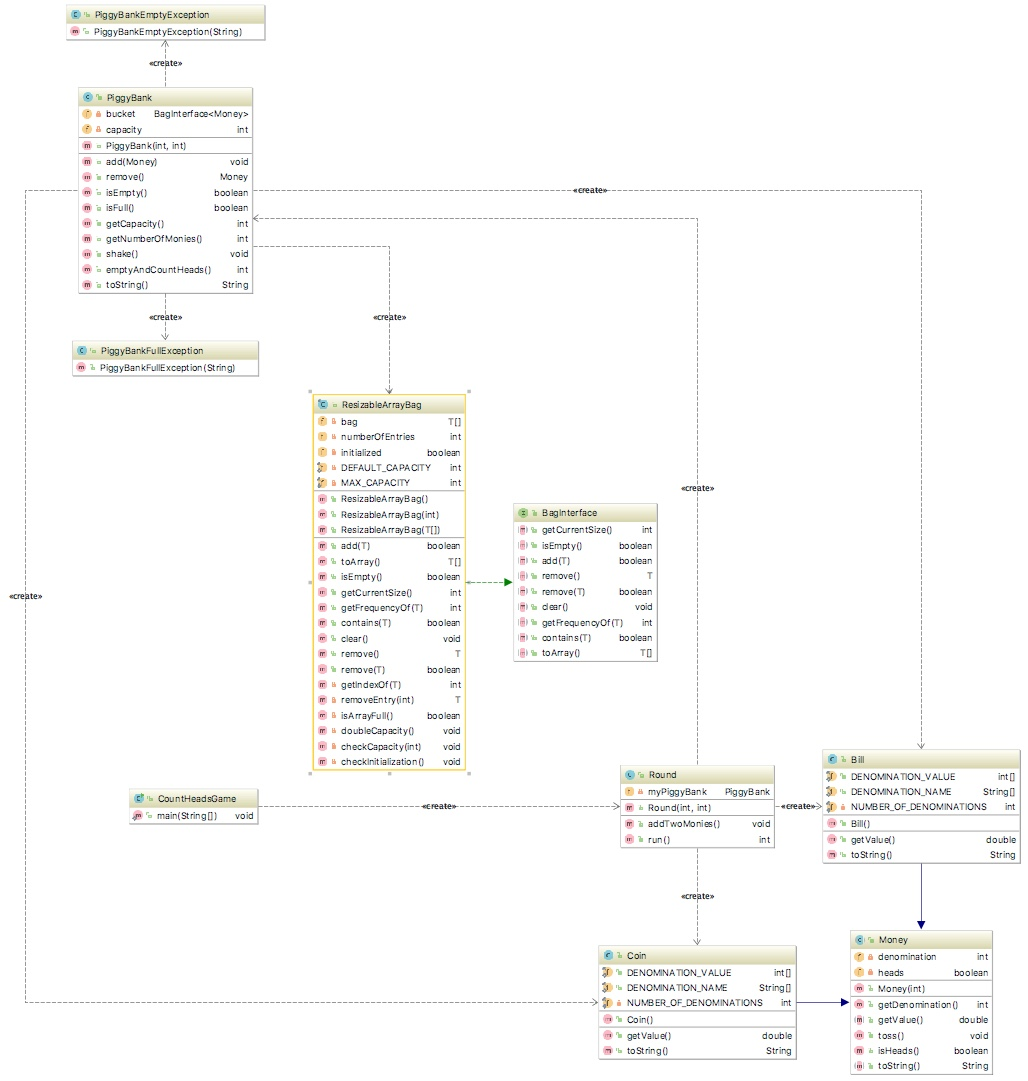 PiggyBankEmptyException
PiggyBankEmptyException(String)
«create»
PiggyBank
bucket BagInterface<Money>
capacity int
PiggyBank(int, int)
add(Money) void
remove() Money
isEmpty() boolean
isFull() boolean
getCapacity() int
getNumberOfMonies() int
shake() void
emptyAndCountHeads() int
toString() String
«create»
«create»
«create»
PiggyBankFullException
PiggyBankFullException(String)
ResizableArrayBag
bag T[]
numberOfEntries int
initialized boolean
DEFAULT_CAPACITY int
MAX_CAPACITY int
ResizableArrayBag()
ResizableArrayBag(int)
ResizableArrayBag(T[])
add(T) boolean
toArray() T[]
isEmpty() boolean
getCurrentSize() int
getFrequencyOf(T) int
contains(T) boolean
clear() void
remove() T
remove(T) boolean
getIndexOf(T) int
removeEntry(int) T
isArrayFull() boolean
doubleCapacity() void
checkCapacity(int) void
checkInitialization() void
«create»
BagInterface
getCurrentSize() int
isEmpty() boolean
add(T) boolean
remove() T
remove(T) boolean
clear() void
getFrequencyOf(T) int
contains(T) boolean
toArray() T[]
«create»
CountHeadsGame
main(String[]) void
«create»
Round
myPiggyBank PiggyBank
Round(int, int)
addTwoMonies() void
run() int
«create»
Bill
DENOMINATION_VALUE int[]
DENOMINATION_NAME String[]
NUMBER_OF_DENOMINATIONS int
Bill()
getValue() double
toString() String
«create»
Coin
DENOMINATION_VALUE int[]
DENOMINATION_NAME String[]
NUMBER_OF_DENOMINATIONS int
Coin()
getValue() double
toString() String
Money
denomination int
heads boolean
Money(int)
getDenomination() int
getValue() double
toss() void
isHeads() boolean
toString() String